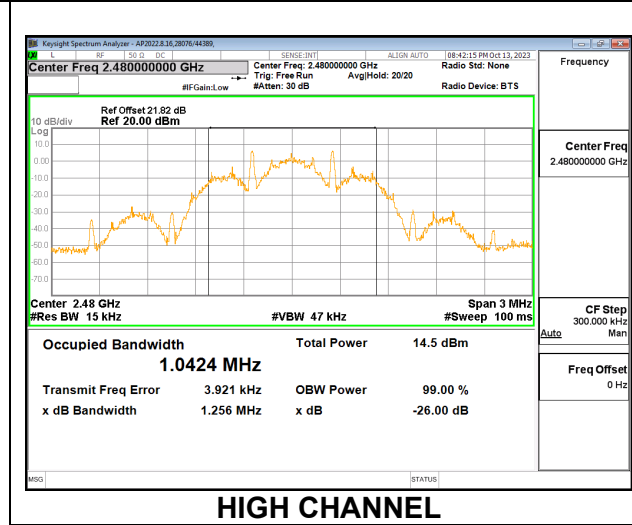 Keysight Spectrum Analyzer - AP2022.8.16,28076/44389,
L RF 50 Ω DC SENSE:INT ALIGN AUTO 08:42:15 PM Oct 13, 2023
Center Freq 2.480000000 GHz Center Freq: 2.480000000 GHz Radio Std: None Frequency
Trig: Free Run Avg|Hold: 20/20
#IFGain:Low #Atten: 30 dB Radio Device: BTS
Ref Offset 21.82 dB
10 dB/div Ref 20.00 dBm
Log
10.0
0.00
-10.0
-20.0
-30.0
-40.0
-50.0
-60.0
-70.0
Center Freq
2.480000000 GHz
Center 2.48 GHz Span 3 MHz
#Res BW 15 kHz #VBW 47 kHz #Sweep 100 ms
CF Step
300.000 kHz
Auto Man
Occupied Bandwidth Total Power 14.5 dBm
1.0424 MHz
Transmit Freq Error 3.921 kHz OBW Power 99.00 %
x dB Bandwidth 1.256 MHz x dB -26.00 dB
Freq Offset
0 Hz
MSG STATUS
HIGH CHANNEL